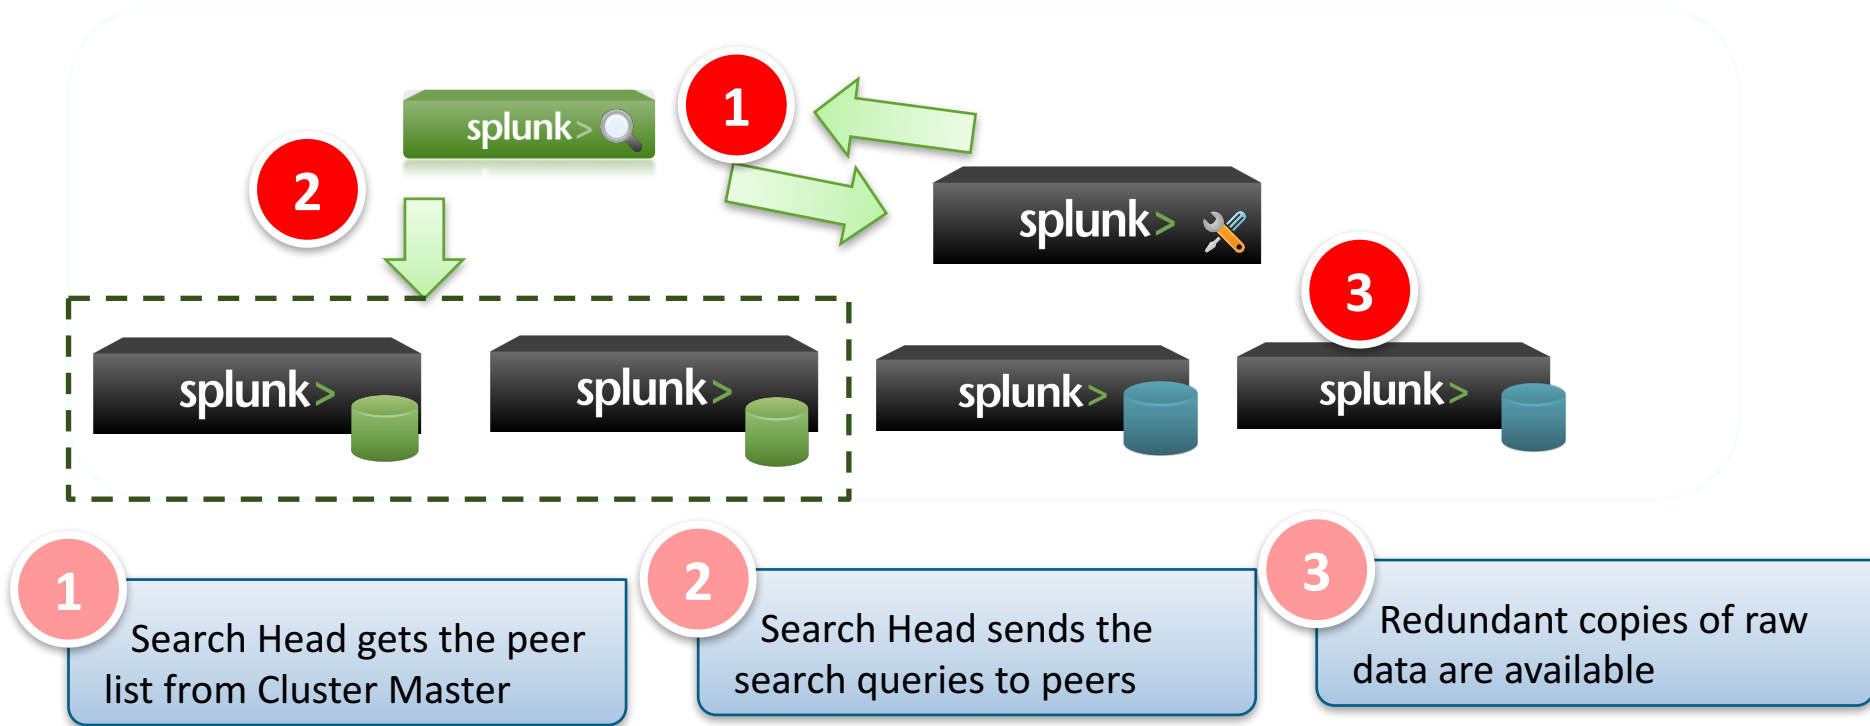 1
splunk>
2
splunk>
3
splunk>
splunk>
splunk>
splunk>
1
2
3
Search Head gets the peer
list from Cluster Master
Search Head sends the
search queries to peers
Redundant copies of raw
data are available